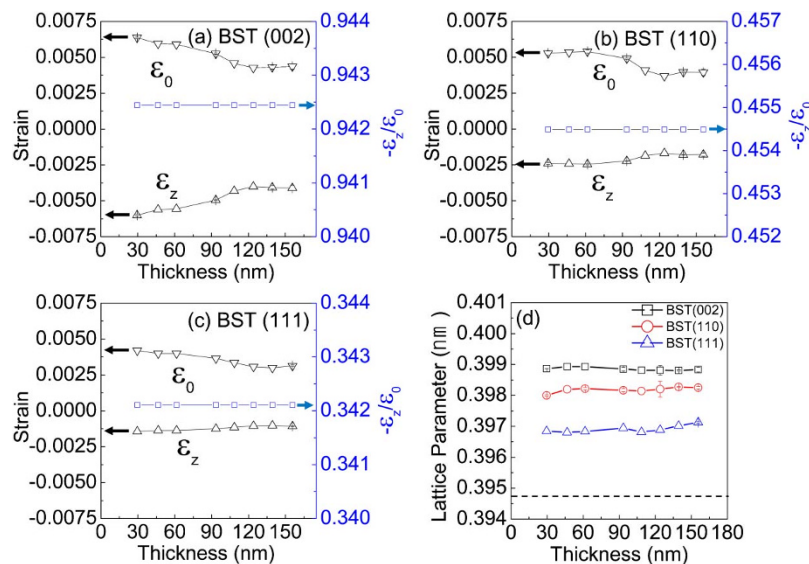 (a) BST (002)
ε0
εz
Strain
-εz/ε0
Thickness (nm)
0.0075
0.0050
0.0025
0.0000
-0.0025
-0.0050
-0.0075
0 30 60 90 120 150
0.944
0.943
0.942
0.941
0.940
(b) BST (110)
ε0
εz
Strain
-εz/ε0
Thickness (nm)
0.0075
0.0050
0.0025
0.0000
-0.0025
-0.0050
-0.0075
0 30 60 90 120 150
0.457
0.456
0.455
0.454
0.453
0.452
(c) BST (111)
ε0
εz
Strain
-εz/ε0
Thickness (nm)
0.0075
0.0050
0.0025
0.0000
-0.0025
-0.0050
-0.0075
0 30 60 90 120 150
0.344
0.343
0.342
0.341
0.340
(d)
BST(002)
BST(110)
BST(111)
Lattice Parameter (nm)
Thickness (nm)
0.401
0.400
0.399
0.398
0.397
0.396
0.395
0.394
0 30 60 90 120 150 180